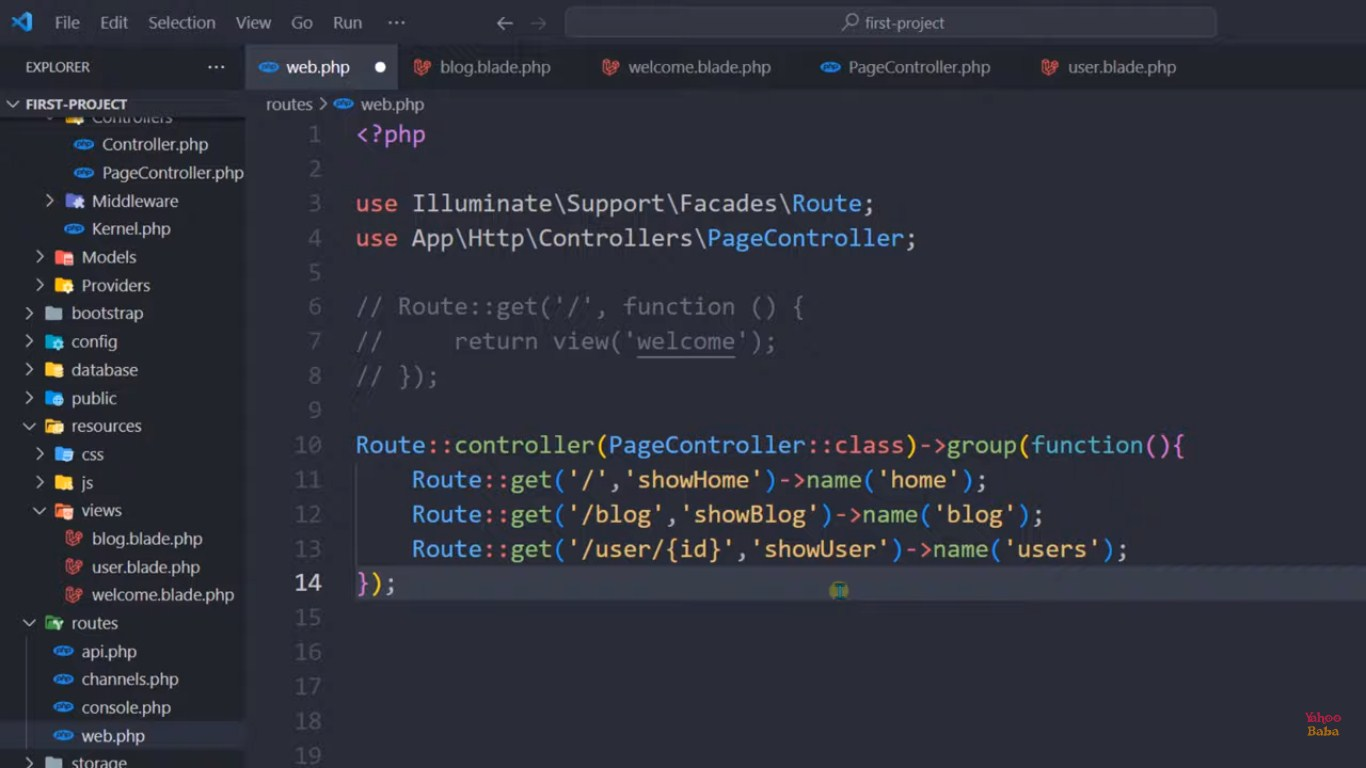 File Edit Selection View Go Run ··· first-project
EXPLORER ··· web.php blog.blade.php welcome.blade.php PageController.php user.blade.php
FIRST-PROJECT
Controllers
Controller.php
PageController.php
Middleware
Kernel.php
Models
Providers
bootstrap
config
database
public
resources
css
js
views
blog.blade.php
user.blade.php
welcome.blade.php
routes
api.php
channels.php
console.php
web.php
storage
routes > web.php
1 <?php
2
3 use Illuminate\Support\Facades\Route;
4 use App\Http\Controllers\PageController;
5
6 // Route::get('/', function () {
7 //     return view('welcome');
8 // });
9
10 Route::controller(PageController::class)->group(function(){
11     Route::get('/','showHome')->name('home');
12     Route::get('/blog','showBlog')->name('blog');
13     Route::get('/user/{id}','showUser')->name('users');
14 });
15
16
17
18
19
Yahoo
Baba